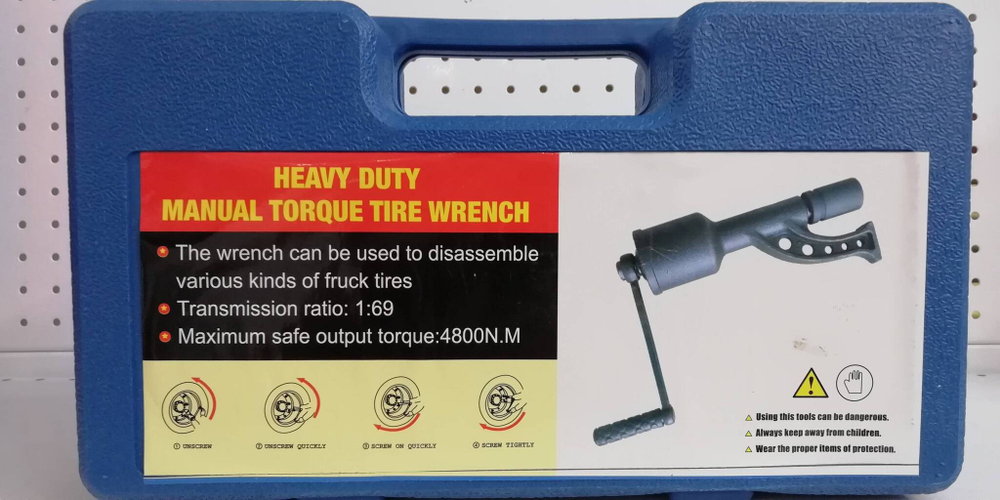 HEAVY DUTY
MANUAL TORQUE TIRE WRENCH
The wrench can be used to disassemble
various kinds of fruck tires
Transmission ratio: 1:69
Maximum safe output torque:4800N.M
① UNSCREW
② UNSCREW QUICKLY
③ SCREW ON QUICKLY
④ SCREW TIGHTLY
Using this tools can be dangerous.
Always keep away from children.
Wear the proper items of protection.